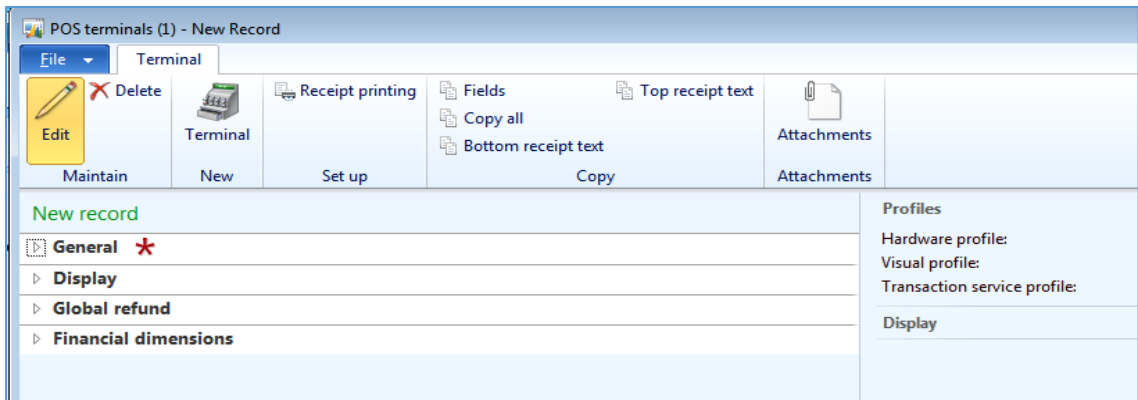 POS terminals (1) - New Record
File Terminal
Delete Receipt printing Fields Top receipt text
Copy all
Edit Terminal Attachments
Bottom receipt text
Maintain New Set up Copy Attachments
New record
General *
Display
Global refund
Financial dimensions
Profiles
Hardware profile:
Visual profile:
Transaction service profile:
Display